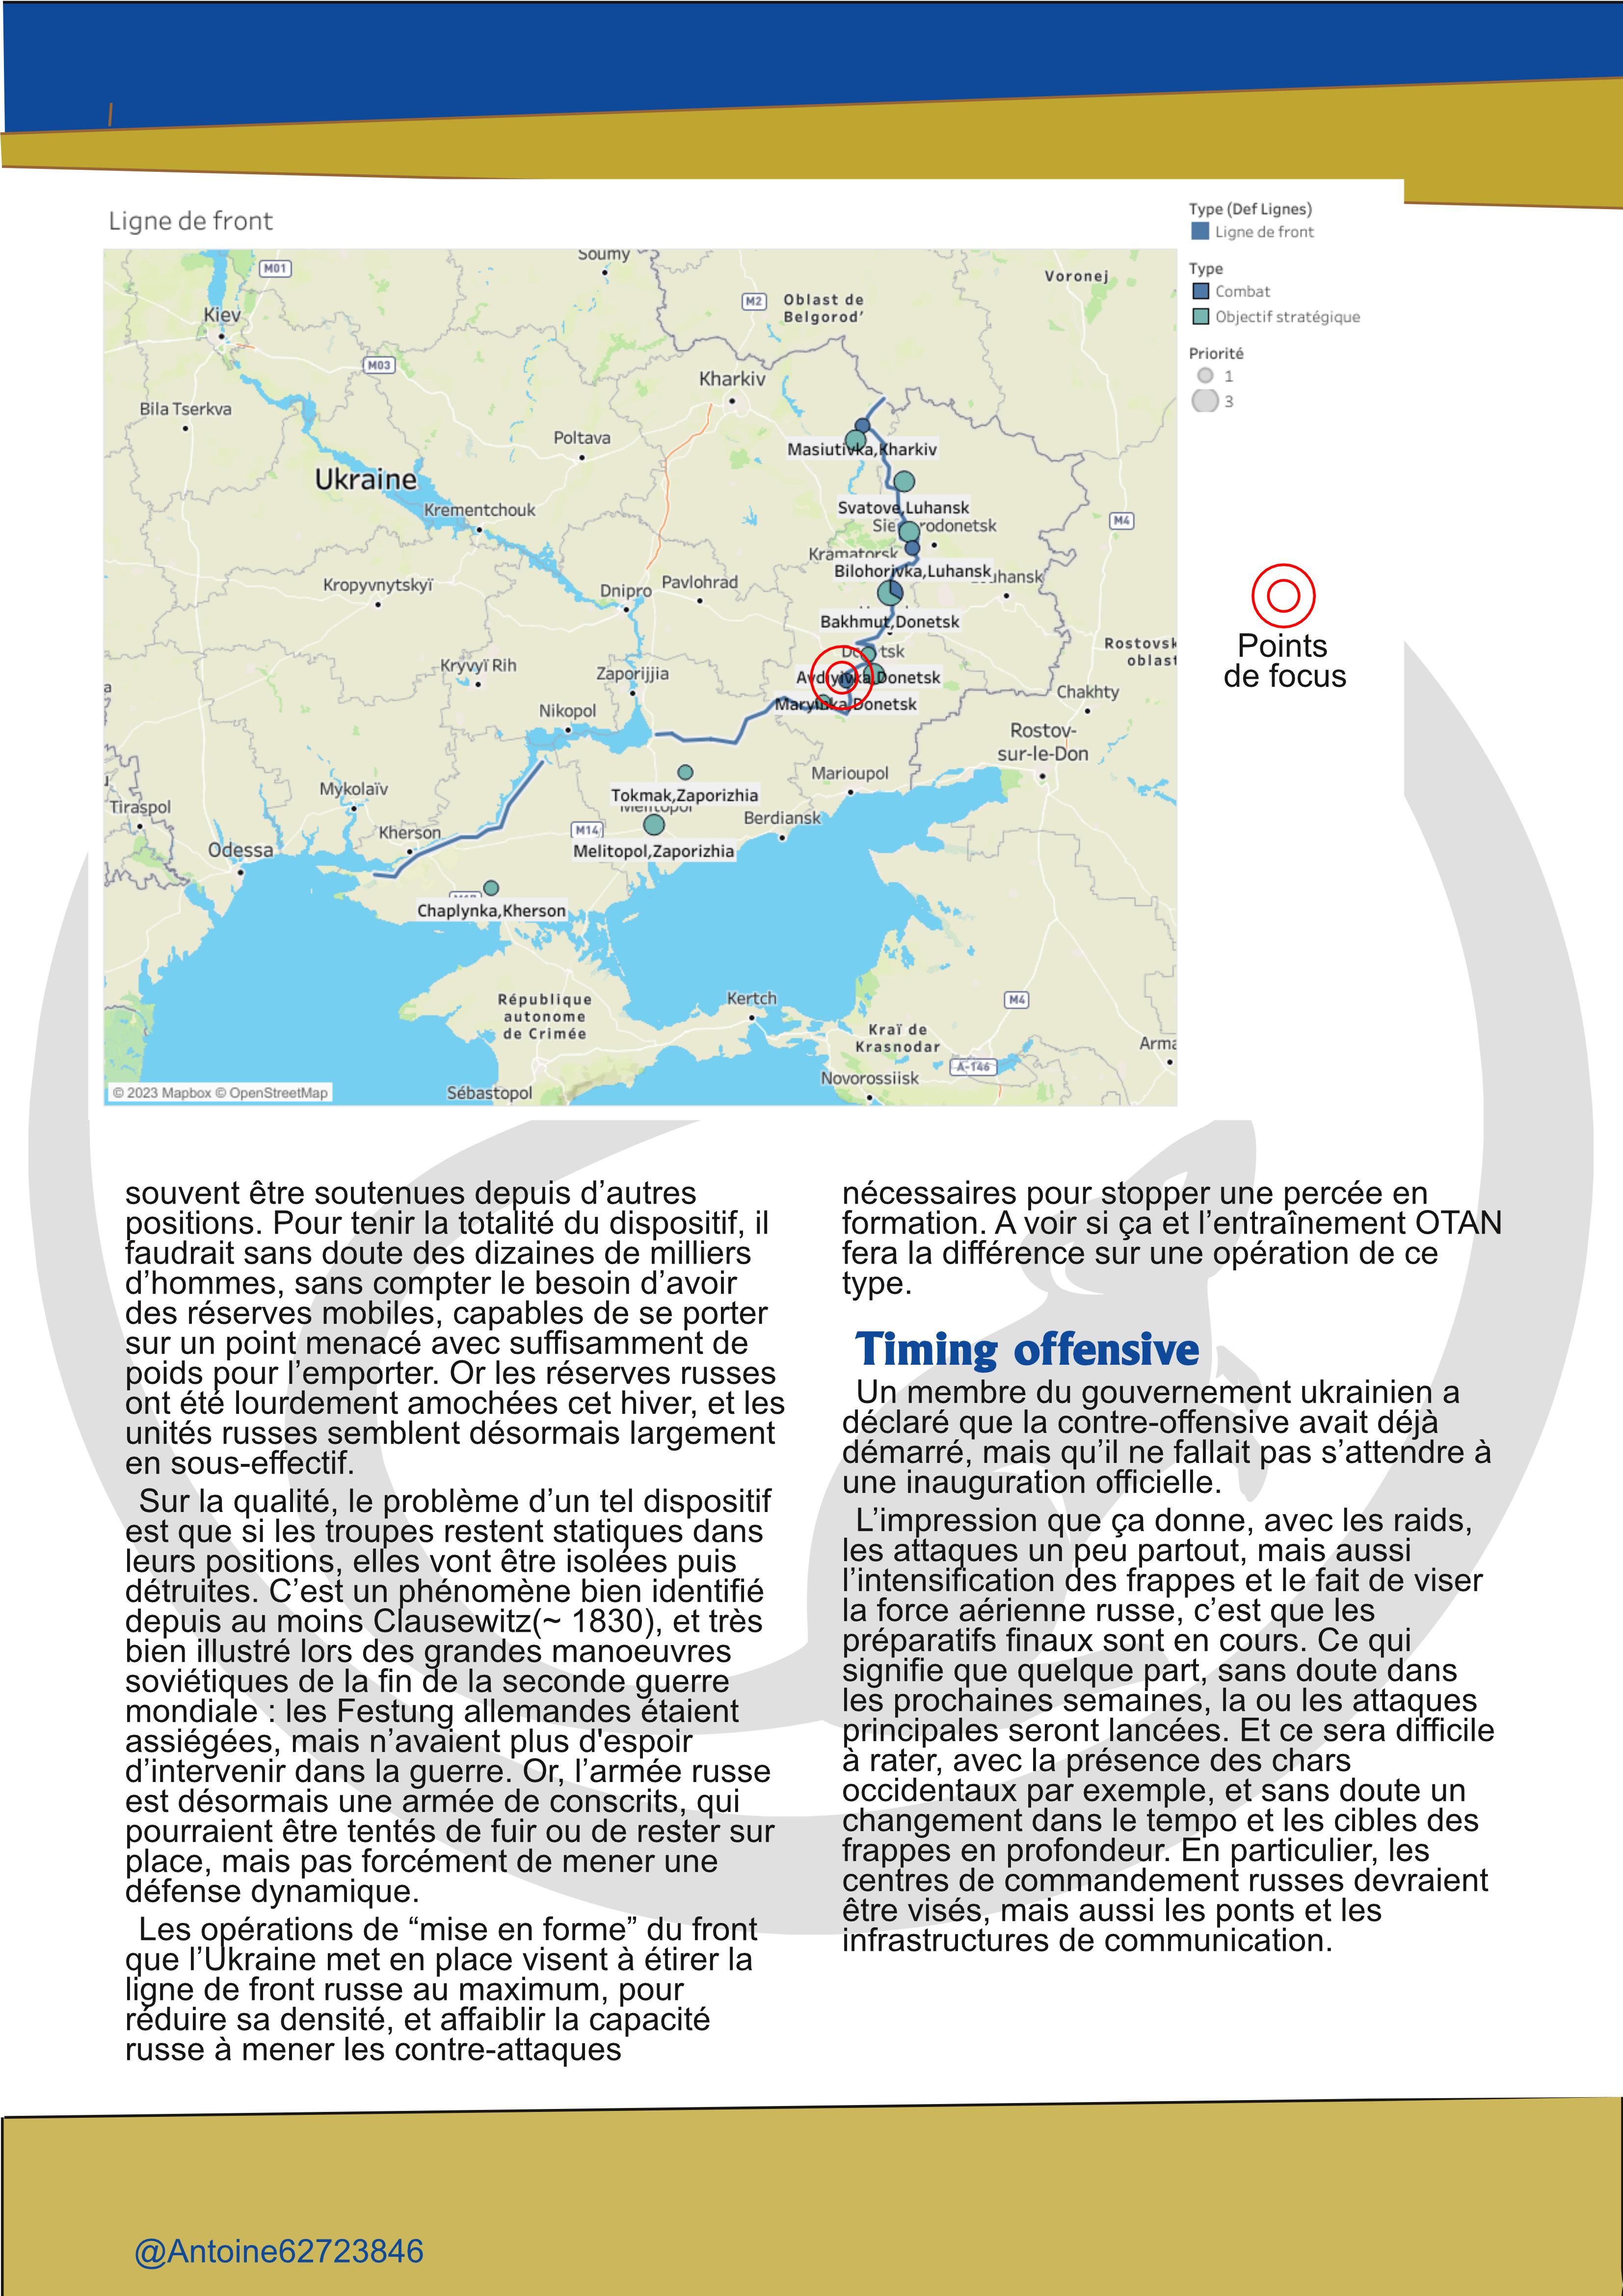 Ligne de front
Type (Def Lignes)
Ligne de front
Type
Combat
Objectif stratégique
Priorité
1
3
Soumy
M01
Voronej
M2
Oblast de
Belgorod'
Kiev
M03
Kharkiv
Bila Tserkva
Poltava
Masiutivka,Kharkiv
Ukraine
Krementchouk
Svatove,Luhansk
M4
Kramatorsk
Bilohorivka,Luhansk
Kropyvnytskyï
Dnipro
Pavlohrad
Bakhmut,Donetsk
Rostovsk
oblast
Kryvyï Rih
Zaporijjia
Avdiyivka,Donetsk
Chakhty
Maryinka,Donetsk
Nikopol
Rostov-
sur-le-Don
Marioupol
Mykolaïv
Tokmak,Zaporizhia
Tiraspol
Melitopol
Berdiansk
Kherson
M14
Odessa
Melitopol,Zaporizhia
Chaplynka,Kherson
République
autonome
de Crimée
Kertch
M4
Kraï de
Krasnodar
Arma
A-146
Novorossiisk
Sébastopol
© 2023 Mapbox © OpenStreetMap
Points
de focus
souvent être soutenues depuis d’autres
positions. Pour tenir la totalité du dispositif, il
faudrait sans doute des dizaines de milliers
d’hommes, sans compter le besoin d’avoir
des réserves mobiles, capables de se porter
sur un point menacé avec suffisamment de
poids pour l’emporter. Or les réserves russes
ont été lourdement amochées cet hiver, et les
unités russes semblent désormais largement
en sous-effectif.
Sur la qualité, le problème d’un tel dispositif
est que si les troupes restent statiques dans
leurs positions, elles vont être isolées puis
détruites. C’est un phénomène bien identifié
depuis au moins Clausewitz(~ 1830), et très
bien illustré lors des grandes manoeuvres
soviétiques de la fin de la seconde guerre
mondiale : les Festung allemandes étaient
assiégées, mais n’avaient plus d'espoir
d’intervenir dans la guerre. Or, l’armée russe
est désormais une armée de conscrits, qui
pourraient être tentés de fuir ou de rester sur
place, mais pas forcément de mener une
défense dynamique.
Les opérations de “mise en forme” du front
que l’Ukraine met en place visent à étirer la
ligne de front russe au maximum, pour
réduire sa densité, et affaiblir la capacité
russe à mener les contre-attaques
nécessaires pour stopper une percée en
formation. A voir si ça et l’entraînement OTAN
fera la différence sur une opération de ce
type.
Timing offensive
Un membre du gouvernement ukrainien a
déclaré que la contre-offensive avait déjà
démarré, mais qu’il ne fallait pas s’attendre à
une inauguration officielle.
L’impression que ça donne, avec les raids,
les attaques un peu partout, mais aussi
l’intensification des frappes et le fait de viser
la force aérienne russe, c’est que les
préparatifs finaux sont en cours. Ce qui
signifie que quelque part, sans doute dans
les prochaines semaines, la ou les attaques
principales seront lancées. Et ce sera difficile
à rater, avec la présence des chars
occidentaux par exemple, et sans doute un
changement dans le tempo et les cibles des
frappes en profondeur. En particulier, les
centres de commandement russes devraient
être visés, mais aussi les ponts et les
infrastructures de communication.
@Antoine62723846